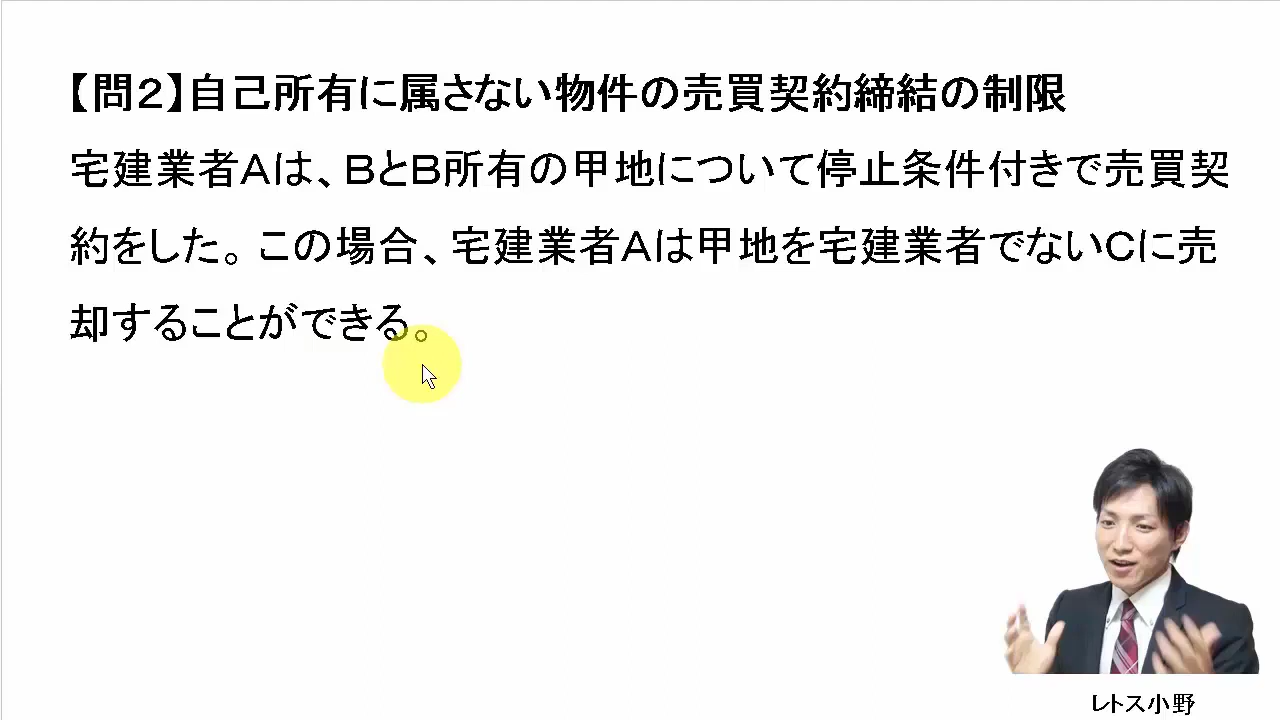 【問２】自己所有に属さない物件の売買契約締結の制限
宅建業者Ａは、ＢとＢ所有の甲地について停止条件付きで売買契
約をした。この場合、宅建業者Ａは甲地を宅建業者でないＣに売
却することができる。
レトス小野